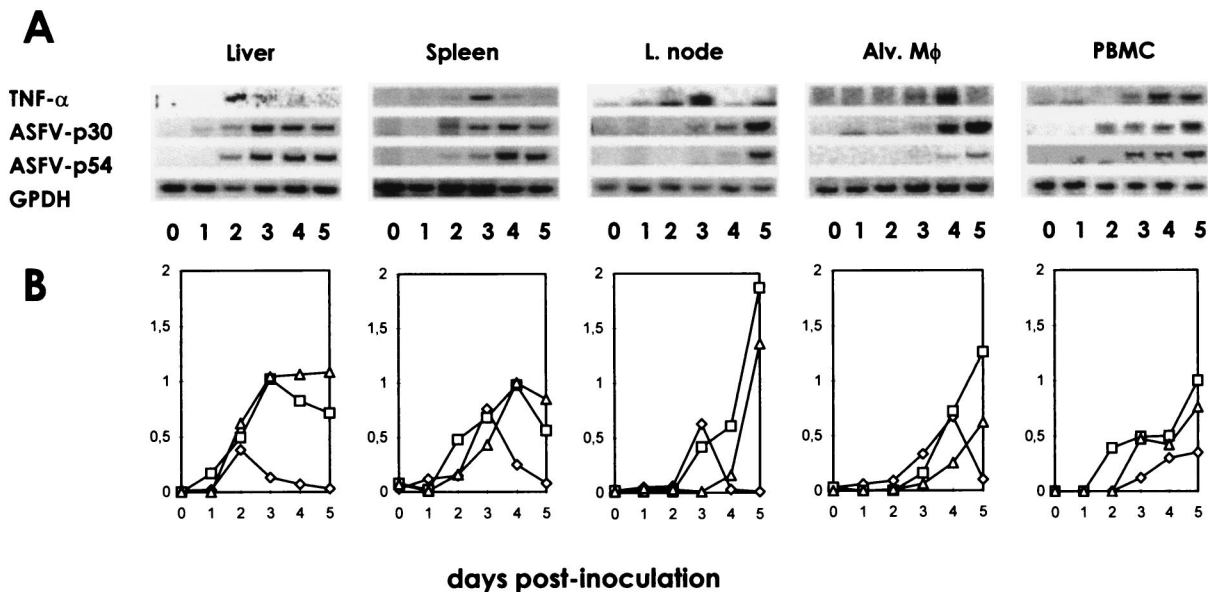 A
Liver Spleen L. node Alv. Mϕ PBMC
TNF-α
ASFV-p30
ASFV-p54
GPDH
0 1 2 3 4 5 0 1 2 3 4 5 0 1 2 3 4 5 0 1 2 3 4 5 0 1 2 3 4 5
B
2 2 2 2 2
1,5 1,5 1,5 1,5 1,5
1 1 1 1 1
0,5 0,5 0,5 0,5 0,5
0 0 0 0 0
0 1 2 3 4 5 0 1 2 3 4 5 0 1 2 3 4 5 0 1 2 3 4 5 0 1 2 3 4 5
days post-inoculation